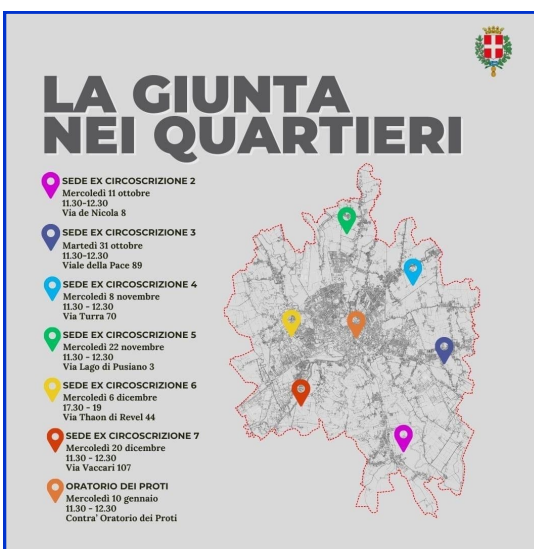 LA GIUNTA
NEI QUARTIERI
SEDE EX CIRCOSCRIZIONE 2
Mercoledì 11 ottobre
11.30-12.30
Via de Nicola 8
SEDE EX CIRCOSCRIZIONE 3
Martedì 31 ottobre
11.30-12.30
Viale della Pace 89
SEDE EX CIRCOSCRIZIONE 4
Mercoledì 8 novembre
11.30 - 12.30
Via Turra 70
SEDE EX CIRCOSCRIZIONE 5
Mercoledì 22 novembre
11.30 - 12.30
Via Lago di Pusiano 3
SEDE EX CIRCOSCRIZIONE 6
Mercoledì 6 dicembre
17.30 - 19
Via Thaon di Revel 44
SEDE EX CIRCOSCRIZIONE 7
Mercoledì 20 dicembre
11.30 - 12.30
Via Vaccari 107
ORATORIO DEI PROTI
Mercoledì 10 gennaio
11.30 - 12.30
Contra' Oratorio dei Proti